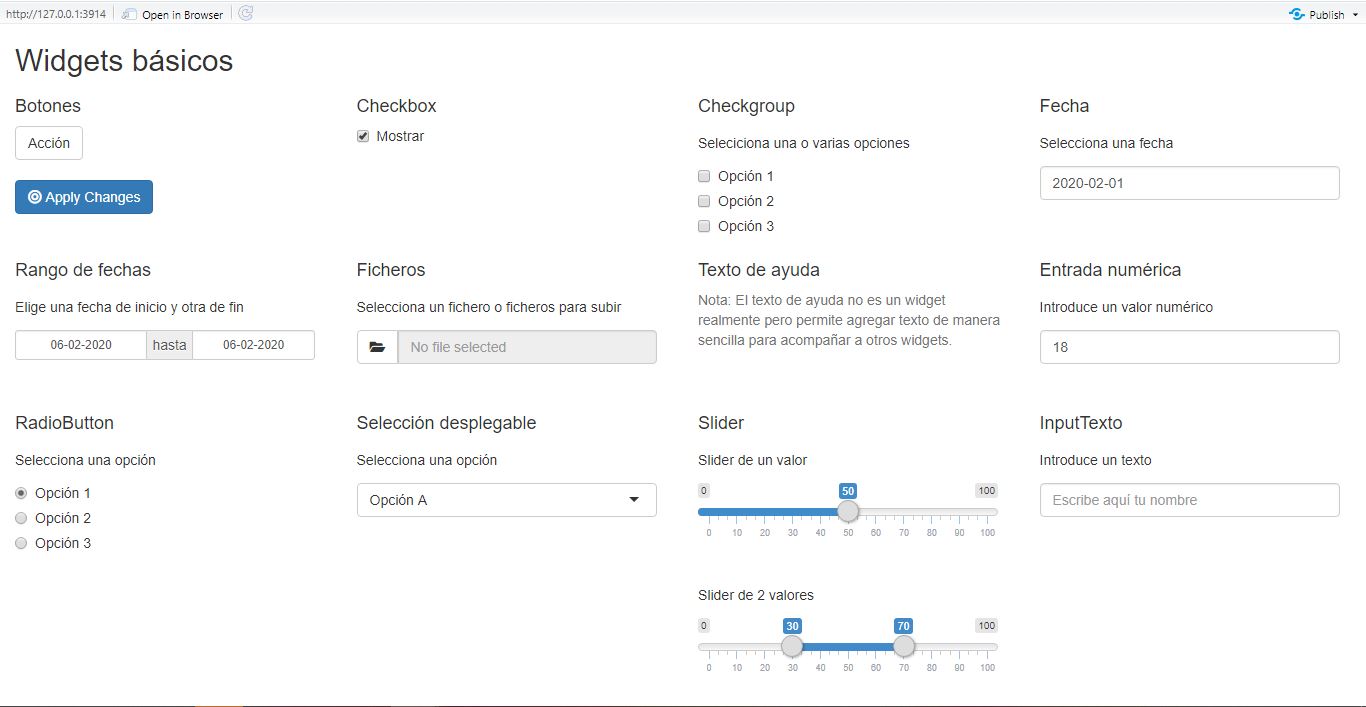 http://127.0.0.1:3914 Open in Browser Publish
Widgets básicos
Botones
Acción
Apply Changes
Checkbox
Mostrar
Checkgroup
Seleciciona una o varias opciones
Opción 1
Opción 2
Opción 3
Fecha
Selecciona una fecha
2020-02-01
Rango de fechas
Elige una fecha de inicio y otra de fin
06-02-2020 hasta 06-02-2020
Ficheros
Selecciona un fichero o ficheros para subir
No file selected
Texto de ayuda
Nota: El texto de ayuda no es un widget
realmente pero permite agregar texto de manera
sencilla para acompañar a otros widgets.
Entrada numérica
Introduce un valor numérico
18
RadioButton
Selecciona una opción
Opción 1
Opción 2
Opción 3
Selección desplegable
Selecciona una opción
Opción A
Slider
Slider de un valor
0 50 100
0 10 20 30 40 50 60 70 80 90 100
Slider de 2 valores
0 30 70 100
0 10 20 30 40 50 60 70 80 90 100
InputTexto
Introduce un texto
Escribe aquí tu nombre